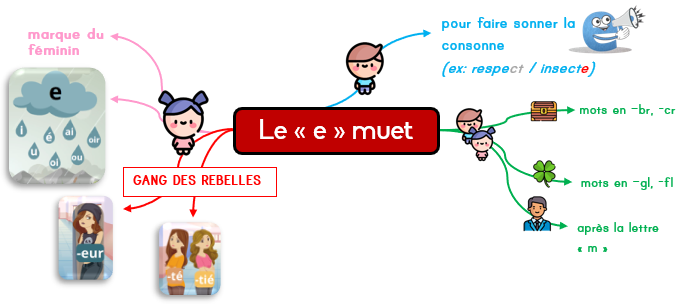 marque du
féminin
e
i
é
ai
oir
u
oi
ou
Le « e » muet
GANG DES REBELLES
-eur
-té
-tié
pour faire sonner la
consonne
(ex: respect / insecte)
mots en -br, -cr
mots en -gl, -fl
après la lettre
« m »